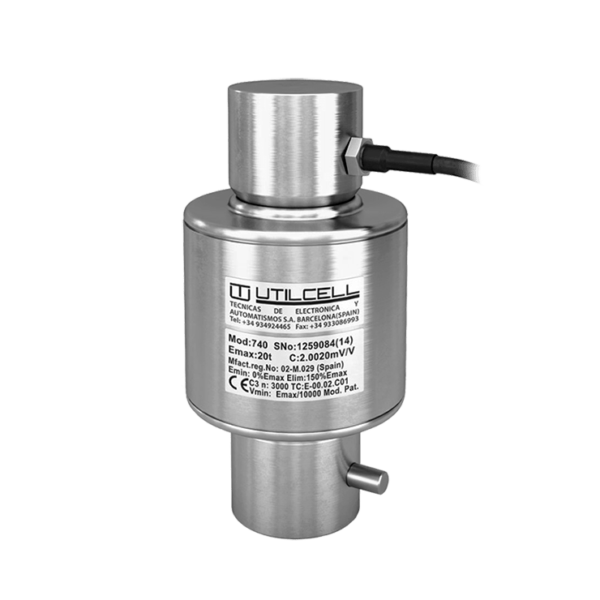 UTILCELL
TECNICAS DE ELECTRONICA Y
AUTOMATISMOS S.A. BARCELONA(SPAIN)
Tel: +34 934924465 Fax: +34 933086993
Mod:740 SNo:1259084(14)
Emax:20t C:2.0020mV/V
Mfact.reg.No: 02-M.029 (Spain)
Emin: 0%Emax Elim:150%Emax
CE C3 n: 3000 TC:E-00.02.C01
Vmin: Emax/10000 Mod. Pat.